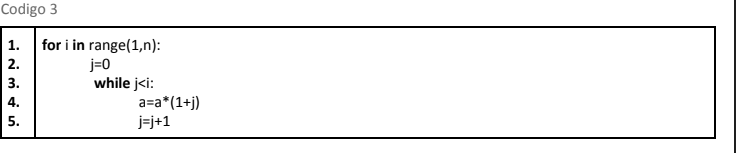 Codigo 3
1. for i in range(1,n):
2. j=0
3. while j<i:
4. a=a*(1+j)
5. j=j+1